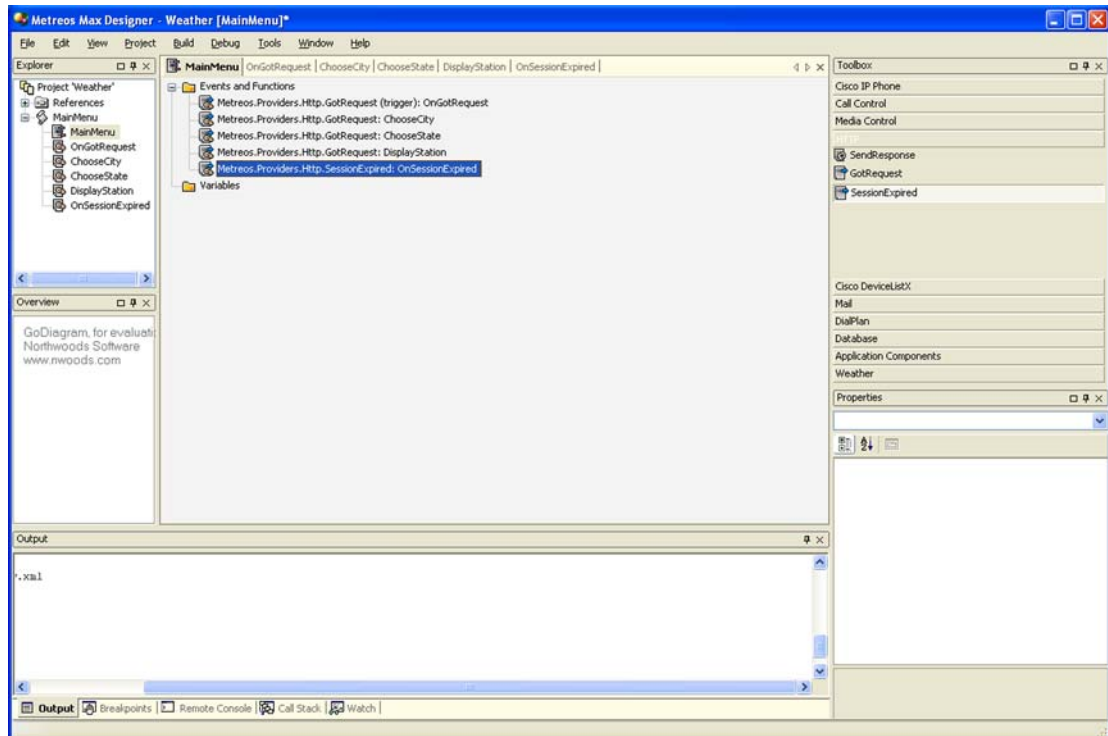 Metreos Max Designer - Weather [MainMenu]*
File Edit View Project Build Debug Tools Window Help
Explorer
Project 'Weather'
References
MainMenu
MainMenu
OnGotRequest
ChooseCity
ChooseState
DisplayStation
OnSessionExpired
Overview
GoDiagram, for evaluatio
Northwoods Software
www.nwoods.com
MainMenu OnGotRequest ChooseCity ChooseState DisplayStation OnSessionExpired
Events and Functions
Metreos.Providers.Http.GotRequest (trigger): OnGotRequest
Metreos.Providers.Http.GotRequest: ChooseCity
Metreos.Providers.Http.GotRequest: ChooseState
Metreos.Providers.Http.GotRequest: DisplayStation
Metreos.Providers.Http.SessionExpired: OnSessionExpired
Variables
Toolbox
Cisco IP Phone
Call Control
Media Control
HTTP
SendResponse
GotRequest
SessionExpired
Cisco DeviceListX
Mail
DialPlan
Database
Application Components
Weather
Properties
Output
.xml
Output Breakpoints Remote Console Call Stack Watch